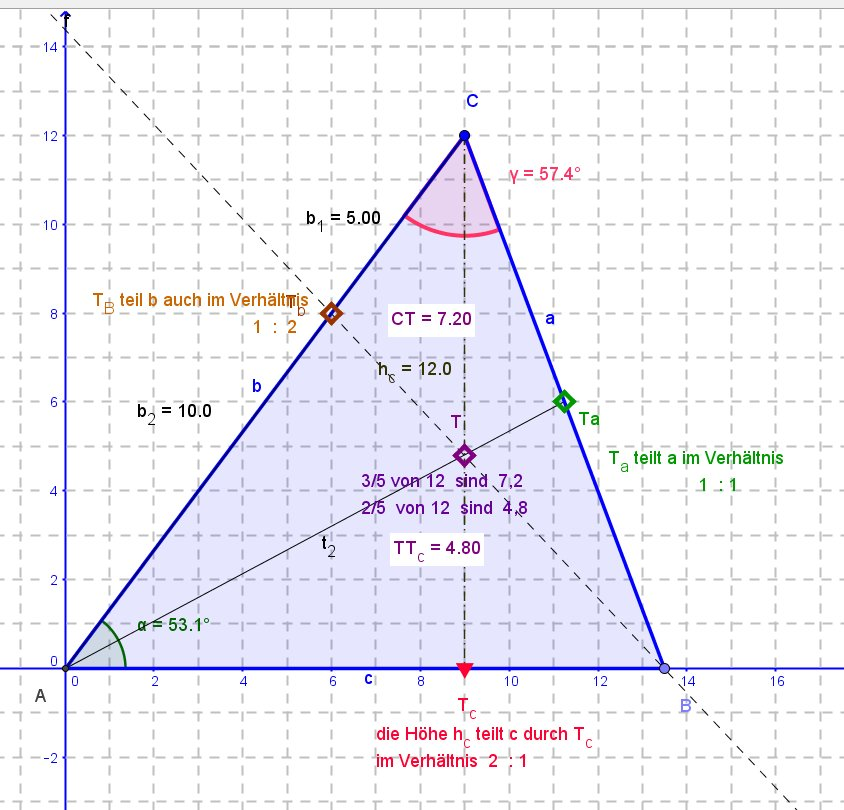 f
14
C
12
γ = 57.4°
b1 = 5.00
10
TB teil b auch im Verhältnis
Tb
1 : 2
8
CT = 7.20
a
hc = 12.0
b
6
b2 = 10.0
T
Ta
Ta teilt a im Verhältnis
1 : 1
3/5 von 12 sind 7,2
4
2/5 von 12 sind 4,8
t2
TTc = 4.80
2
α = 53.1°
0
0 2 4 6 8 10 12 14 16
c
A
Tc
B
die Höhe hc teilt c durch Tc
im Verhältnis 2 : 1
-2